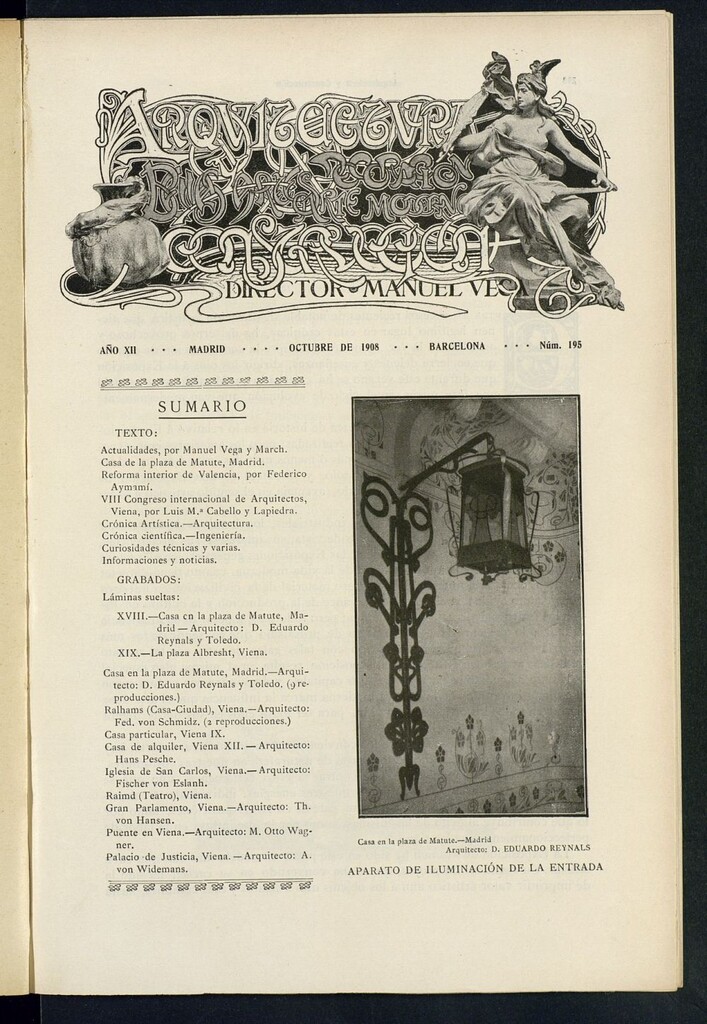 ARQUITECTURA
Y
CONSTRUCCIÓN
DIRECTOR MANUEL VEGA
AÑO XII · · · MADRID · · · · OCTUBRE DE 1908 · · · BARCELONA · · · Núm. 195
SUMARIO
TEXTO:
Actualidades, por Manuel Vega y March.
Casa de la plaza de Matute, Madrid.
Reforma interior de Valencia, por Federico
Aymamí.
VIII Congreso internacional de Arquitectos,
Viena, por Luis M.ª Cabello y Lapiedra.
Crónica Artística.—Arquitectura.
Crónica científica.—Ingeniería.
Curiosidades técnicas y varias.
Informaciones y noticias.
GRABADOS:
Láminas sueltas:
XVIII.—Casa en la plaza de Matute, Ma-
drid — Arquitecto: D. Eduardo
Reynals y Toledo.
XIX.—La plaza Albresht, Viena.
Casa en la plaza de Matute, Madrid.—Arqui-
tecto: D. Eduardo Reynals y Toledo. (9 re-
producciones.)
Ralhams (Casa-Ciudad), Viena.—Arquitecto:
Fed. von Schmidz. (2 reproducciones.)
Casa particular, Viena IX.
Casa de alquiler, Viena XII. — Arquitecto:
Hans Pesche.
Iglesia de San Carlos, Viena.—Arquitecto:
Fischer von Eslanh.
Raimd (Teatro), Viena.
Gran Parlamento, Viena.—Arquitecto: Th.
von Hansen.
Puente en Viena.—Arquitecto: M. Otto Wag-
ner.
Palacio de Justicia, Viena. — Arquitecto: A.
von Widemans.
Casa en la plaza de Matute.—Madrid
Arquitecto: D. EDUARDO REYNALS
APARATO DE ILUMINACIÓN DE LA ENTRADA